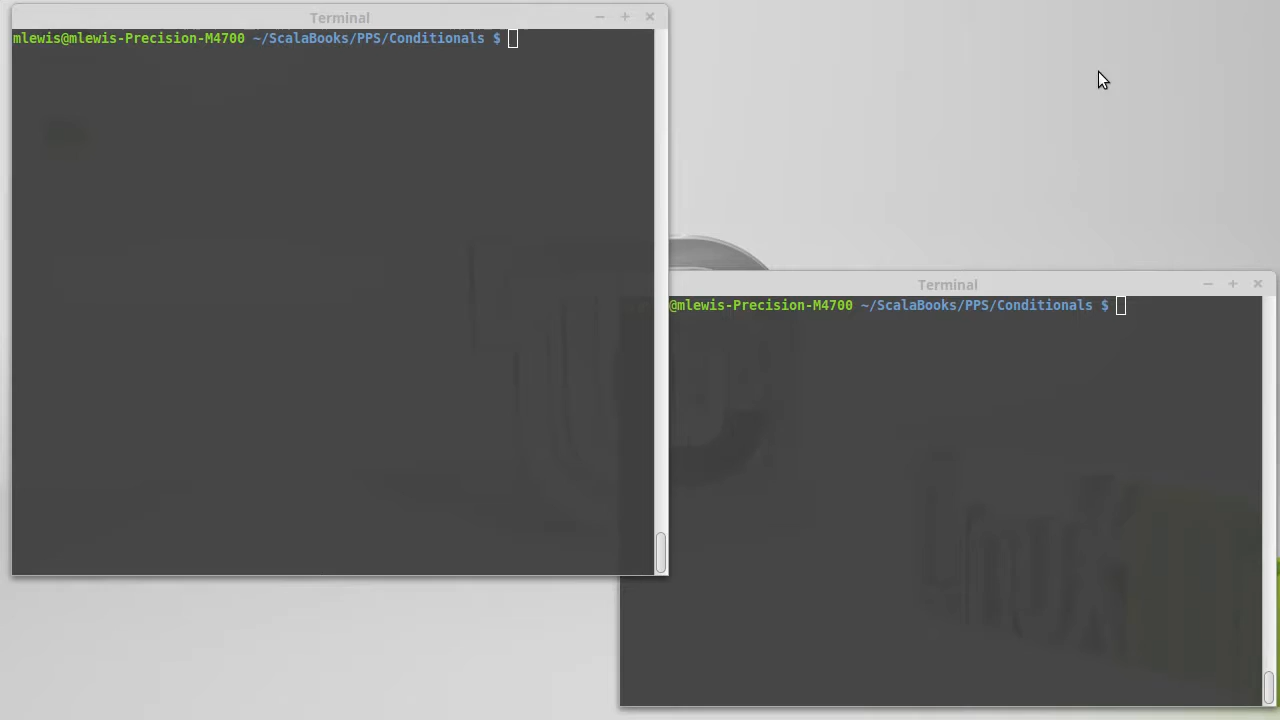 Terminal
mlewis@mlewis-Precision-M4700 ~/ScalaBooks/PPS/Conditionals $
Terminal
@mlewis-Precision-M4700 ~/ScalaBooks/PPS/Conditionals $